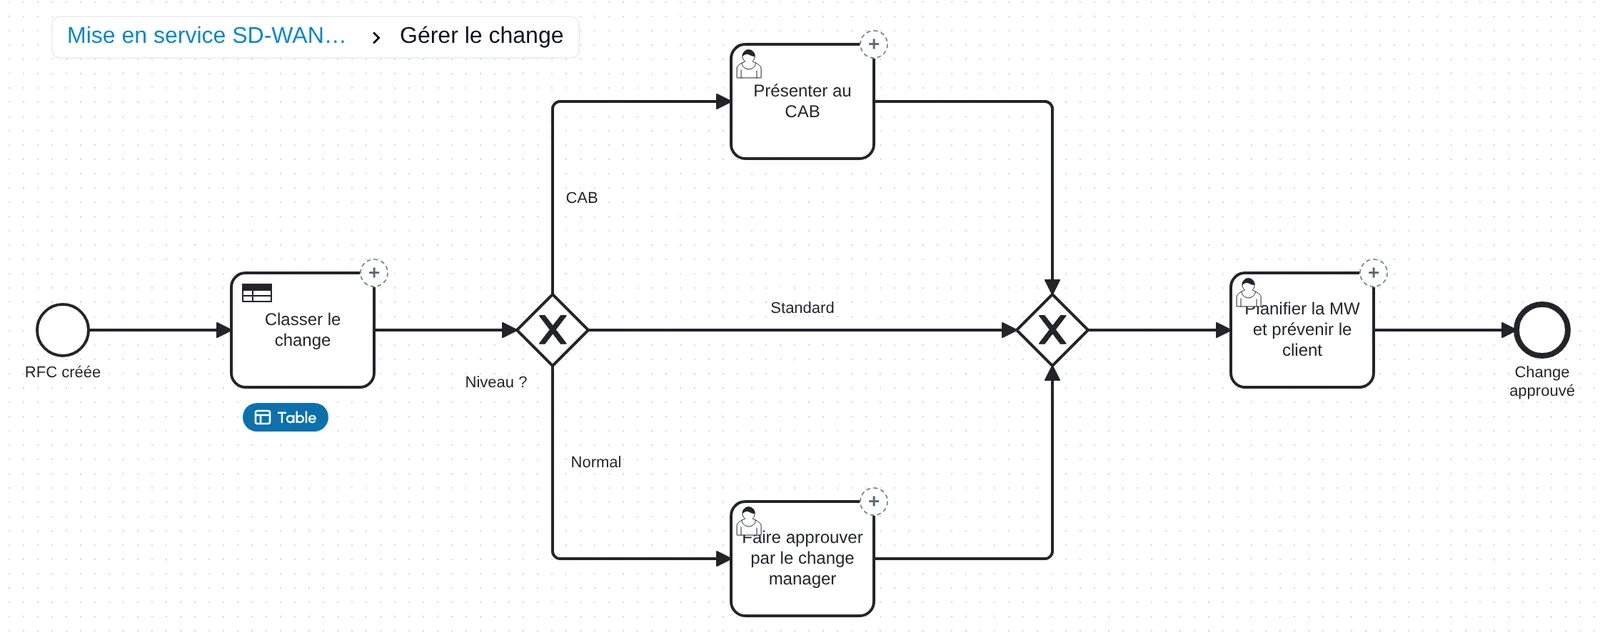 Mise en service SD-WAN… › Gérer le change
Présenter au
CAB
CAB
Standard
Classer le
change
Planifier la MW
et prévenir le
client
RFC créée
Niveau ?
Change
approuvé
Table
Normal
Faire approuver
par le change
manager